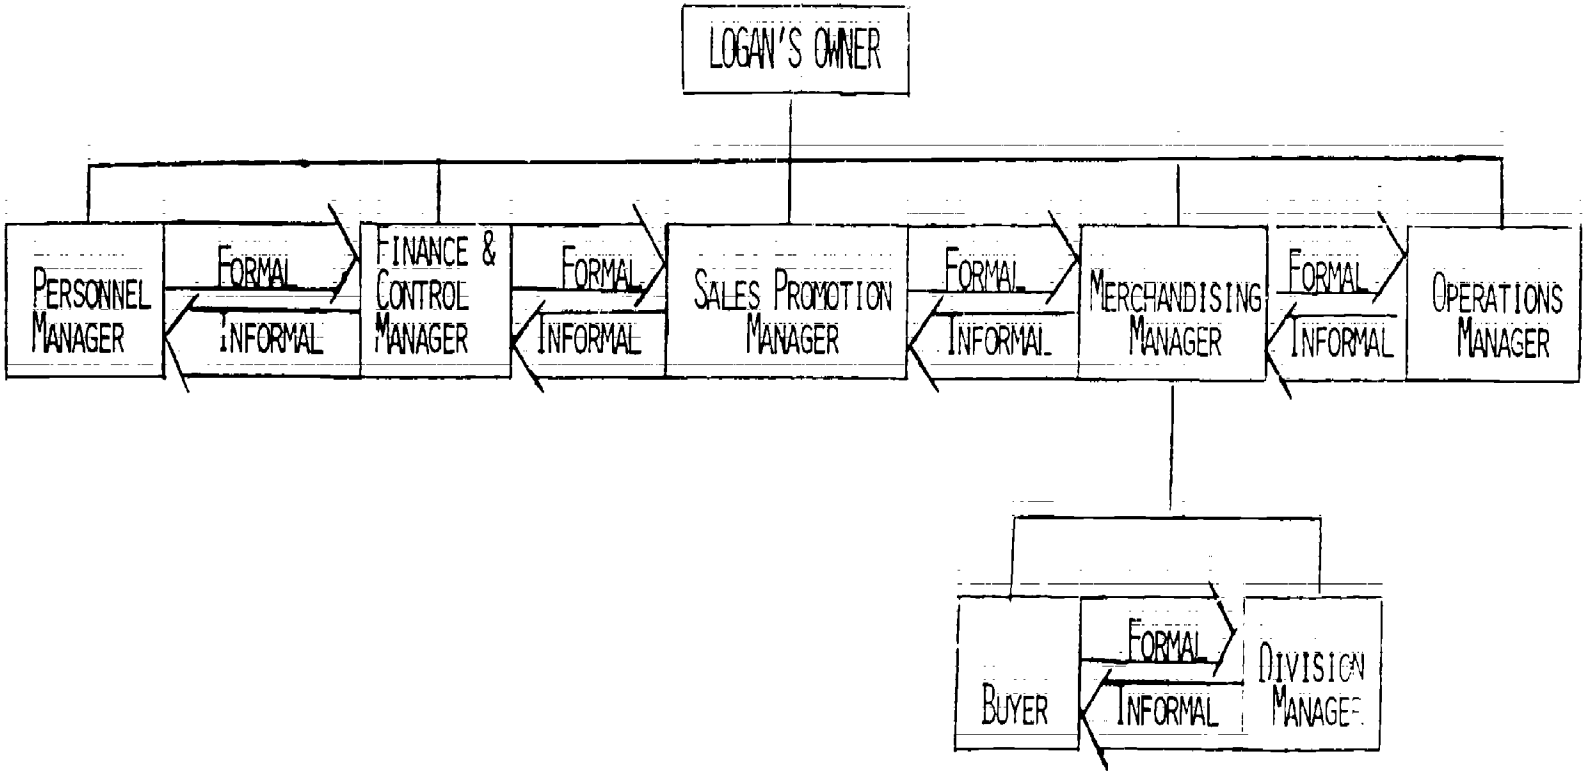 LOGAN'S OWNER
PERSONNEL
MANAGER
FORMAL
INFORMAL
FINANCE &
CONTROL
MANAGER
FORMAL
INFORMAL
SALES PROMOTION
MANAGER
FORMAL
INFORMAL
MERCHANDISING
MANAGER
FORMAL
INFORMAL
OPERATIONS
MANAGER
BUYER
FORMAL
INFORMAL
DIVISION
MANAGER